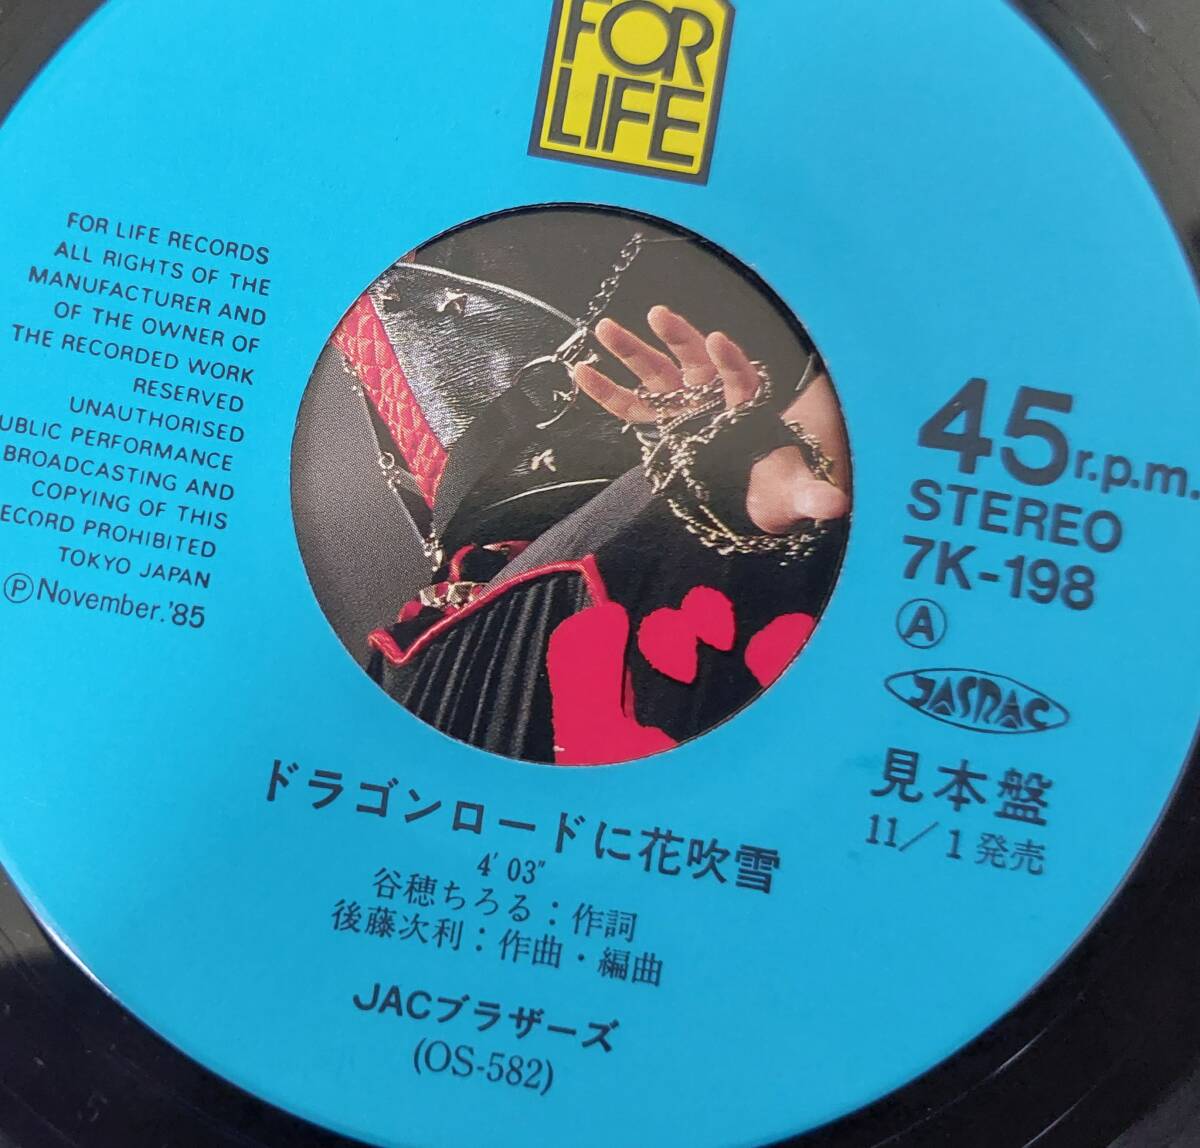 FOR
LIFE
FOR LIFE RECORDS
ALL RIGHTS OF THE
MANUFACTURER AND
OF THE OWNER OF
THE RECORDED WORK
RESERVED
UNAUTHORISED
UBLIC PERFORMANCE
BROADCASTING AND
COPYING OF THIS
ECORD PROHIBITED
TOKYO JAPAN
Ⓟ November.'85
45 r.p.m.
STEREO
7K-198
Ⓐ
JASRAC
見本盤
11/1発売
ドラゴンロードに花吹雪
4′03″
谷穂ちろる:作詞
後藤次利:作曲・編曲
JACブラザーズ
(OS-582)